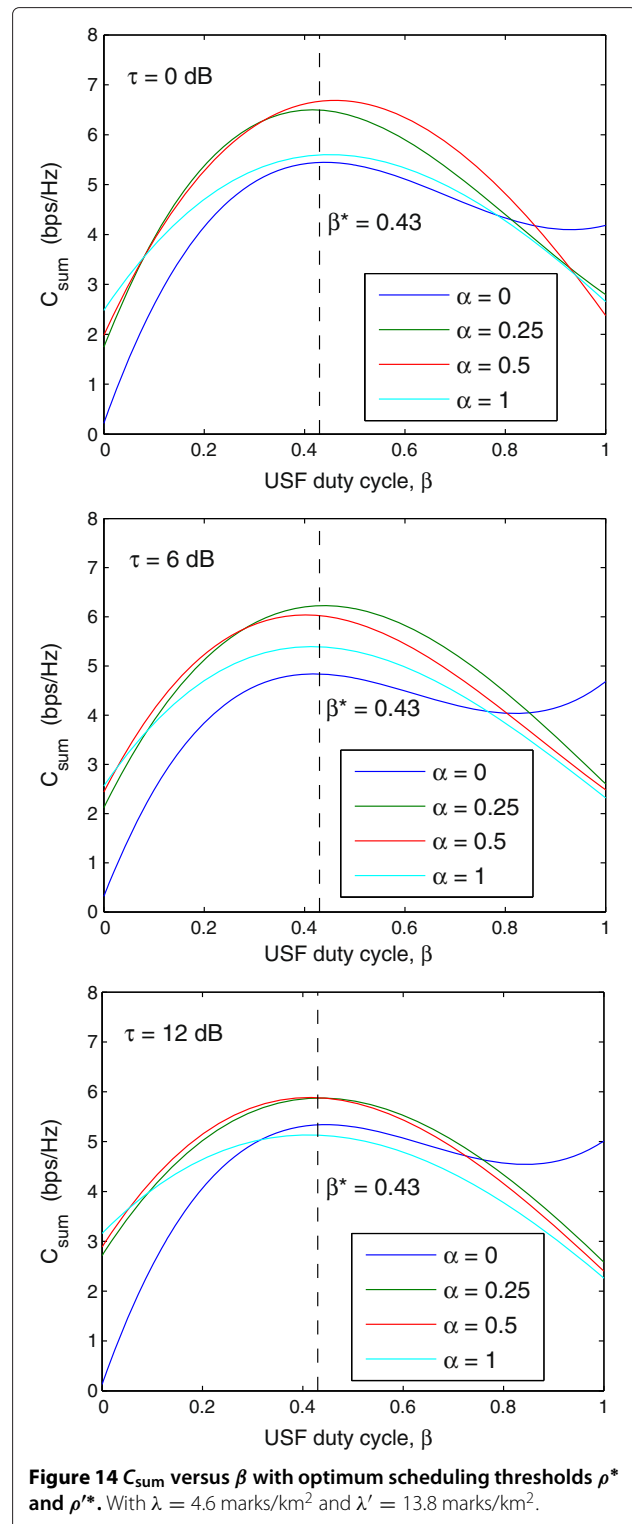 8
7
6
5
4
3
2
1
0
C_sum (bps/Hz)
τ = 0 dB
β* = 0.43
α = 0
α = 0.25
α = 0.5
α = 1
0 0.2 0.4 0.6 0.8 1
USF duty cycle, β
8
7
6
5
4
3
2
1
0
C_sum (bps/Hz)
τ = 6 dB
β* = 0.43
α = 0
α = 0.25
α = 0.5
α = 1
0 0.2 0.4 0.6 0.8 1
USF duty cycle, β
8
7
6
5
4
3
2
1
0
C_sum (bps/Hz)
τ = 12 dB
β* = 0.43
α = 0
α = 0.25
α = 0.5
α = 1
0 0.2 0.4 0.6 0.8 1
USF duty cycle, β
Figure 14 C_sum versus β with optimum scheduling thresholds ρ*
and ρ′*. With λ = 4.6 marks/km² and λ′ = 13.8 marks/km².